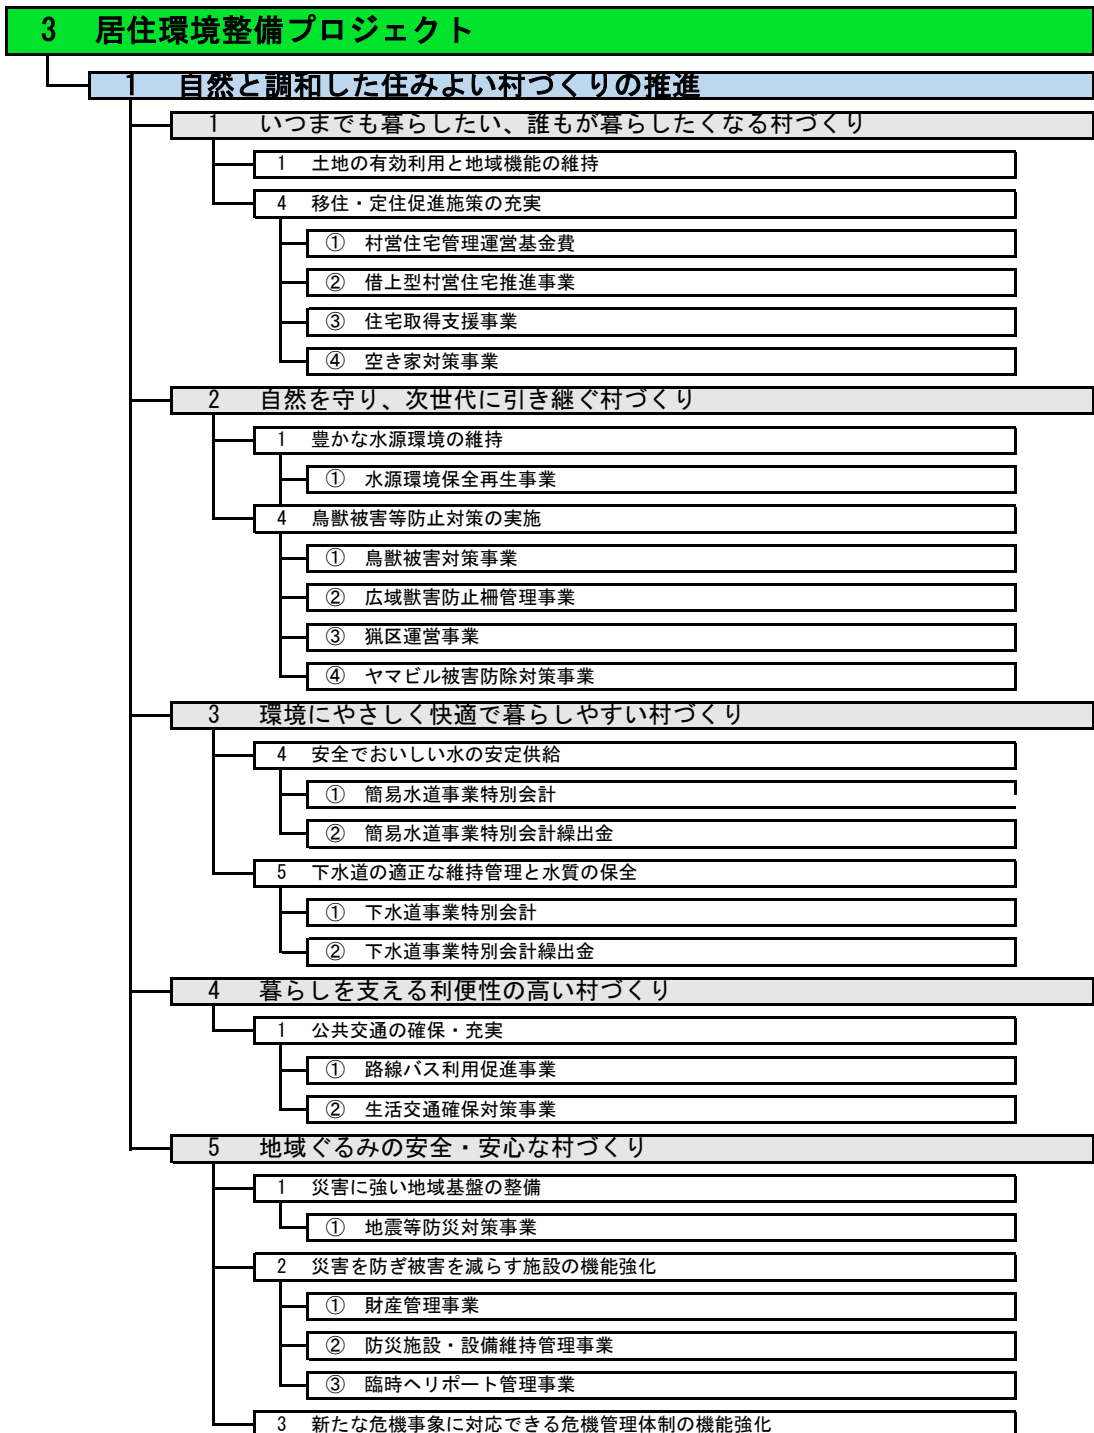 3 居住環境整備プロジェクト
1 自然と調和した住みよい村づくりの推進
1 いつまでも暮らしたい、誰もが暮らしたくなる村づくり
1 土地の有効利用と地域機能の維持
4 移住・定住促進施策の充実
① 村営住宅管理運営基金費
② 借上型村営住宅推進事業
③ 住宅取得支援事業
④ 空き家対策事業
2 自然を守り、次世代に引き継ぐ村づくり
1 豊かな水源環境の維持
① 水源環境保全再生事業
4 鳥獣被害等防止対策の実施
① 鳥獣被害対策事業
② 広域獣害防止柵管理事業
③ 猟区運営事業
④ ヤマビル被害防除対策事業
3 環境にやさしく快適で暮らしやすい村づくり
4 安全でおいしい水の安定供給
① 簡易水道事業特別会計
② 簡易水道事業特別会計繰出金
5 下水道の適正な維持管理と水質の保全
① 下水道事業特別会計
② 下水道事業特別会計繰出金
4 暮らしを支える利便性の高い村づくり
1 公共交通の確保・充実
① 路線バス利用促進事業
② 生活交通確保対策事業
5 地域ぐるみの安全・安心な村づくり
1 災害に強い地域基盤の整備
① 地震等防災対策事業
2 災害を防ぎ被害を減らす施設の機能強化
① 財産管理事業
② 防災施設・設備維持管理事業
③ 臨時ヘリポート管理事業
3 新たな危機事象に対応できる危機管理体制の機能強化